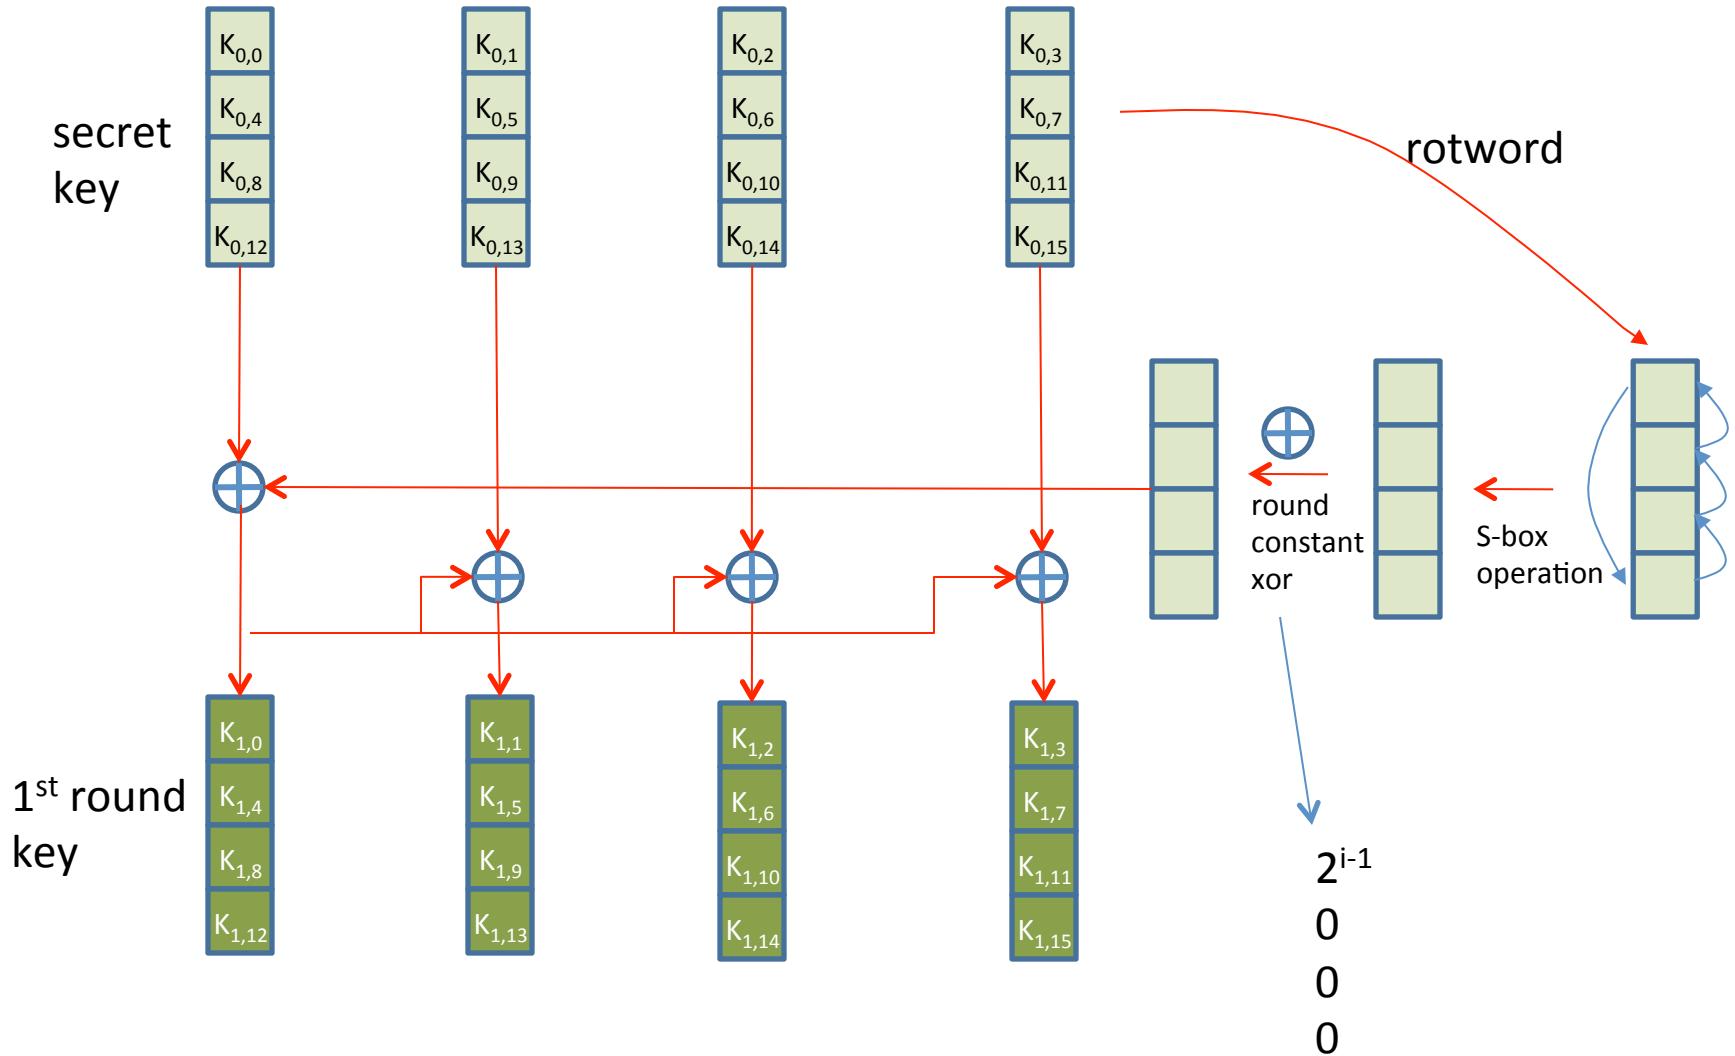 K0,0 K0,1 K0,2 K0,3
K0,4 K0,5 K0,6 K0,7
secret
rotword
key
K0,8 K0,9 K0,10 K0,11
K0,12 K0,13 K0,14 K0,15
round
constant
xor
S-box
operation
K1,0 K1,1 K1,2 K1,3
1st round
key
K1,4 K1,5 K1,6 K1,7
K1,8 K1,9 K1,10 K1,11
K1,12 K1,13 K1,14 K1,15
2i-1
0
0
0